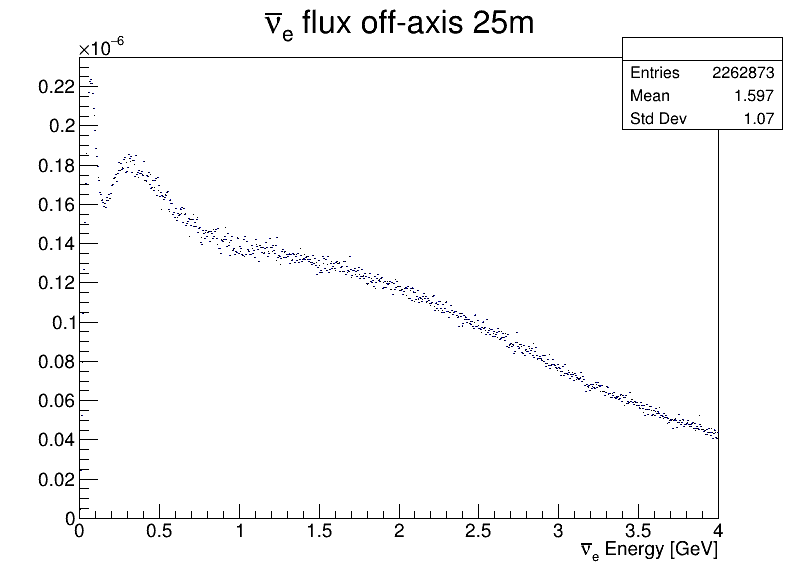 ν̅e flux off-axis 25m
×10−6
Entries 2262873
Mean 1.597
Std Dev 1.07
0.22
0.2
0.18
0.16
0.14
0.12
0.1
0.08
0.06
0.04
0.02
0
0 0.5 1 1.5 2 2.5 3 3.5 4
ν̅e Energy [GeV]